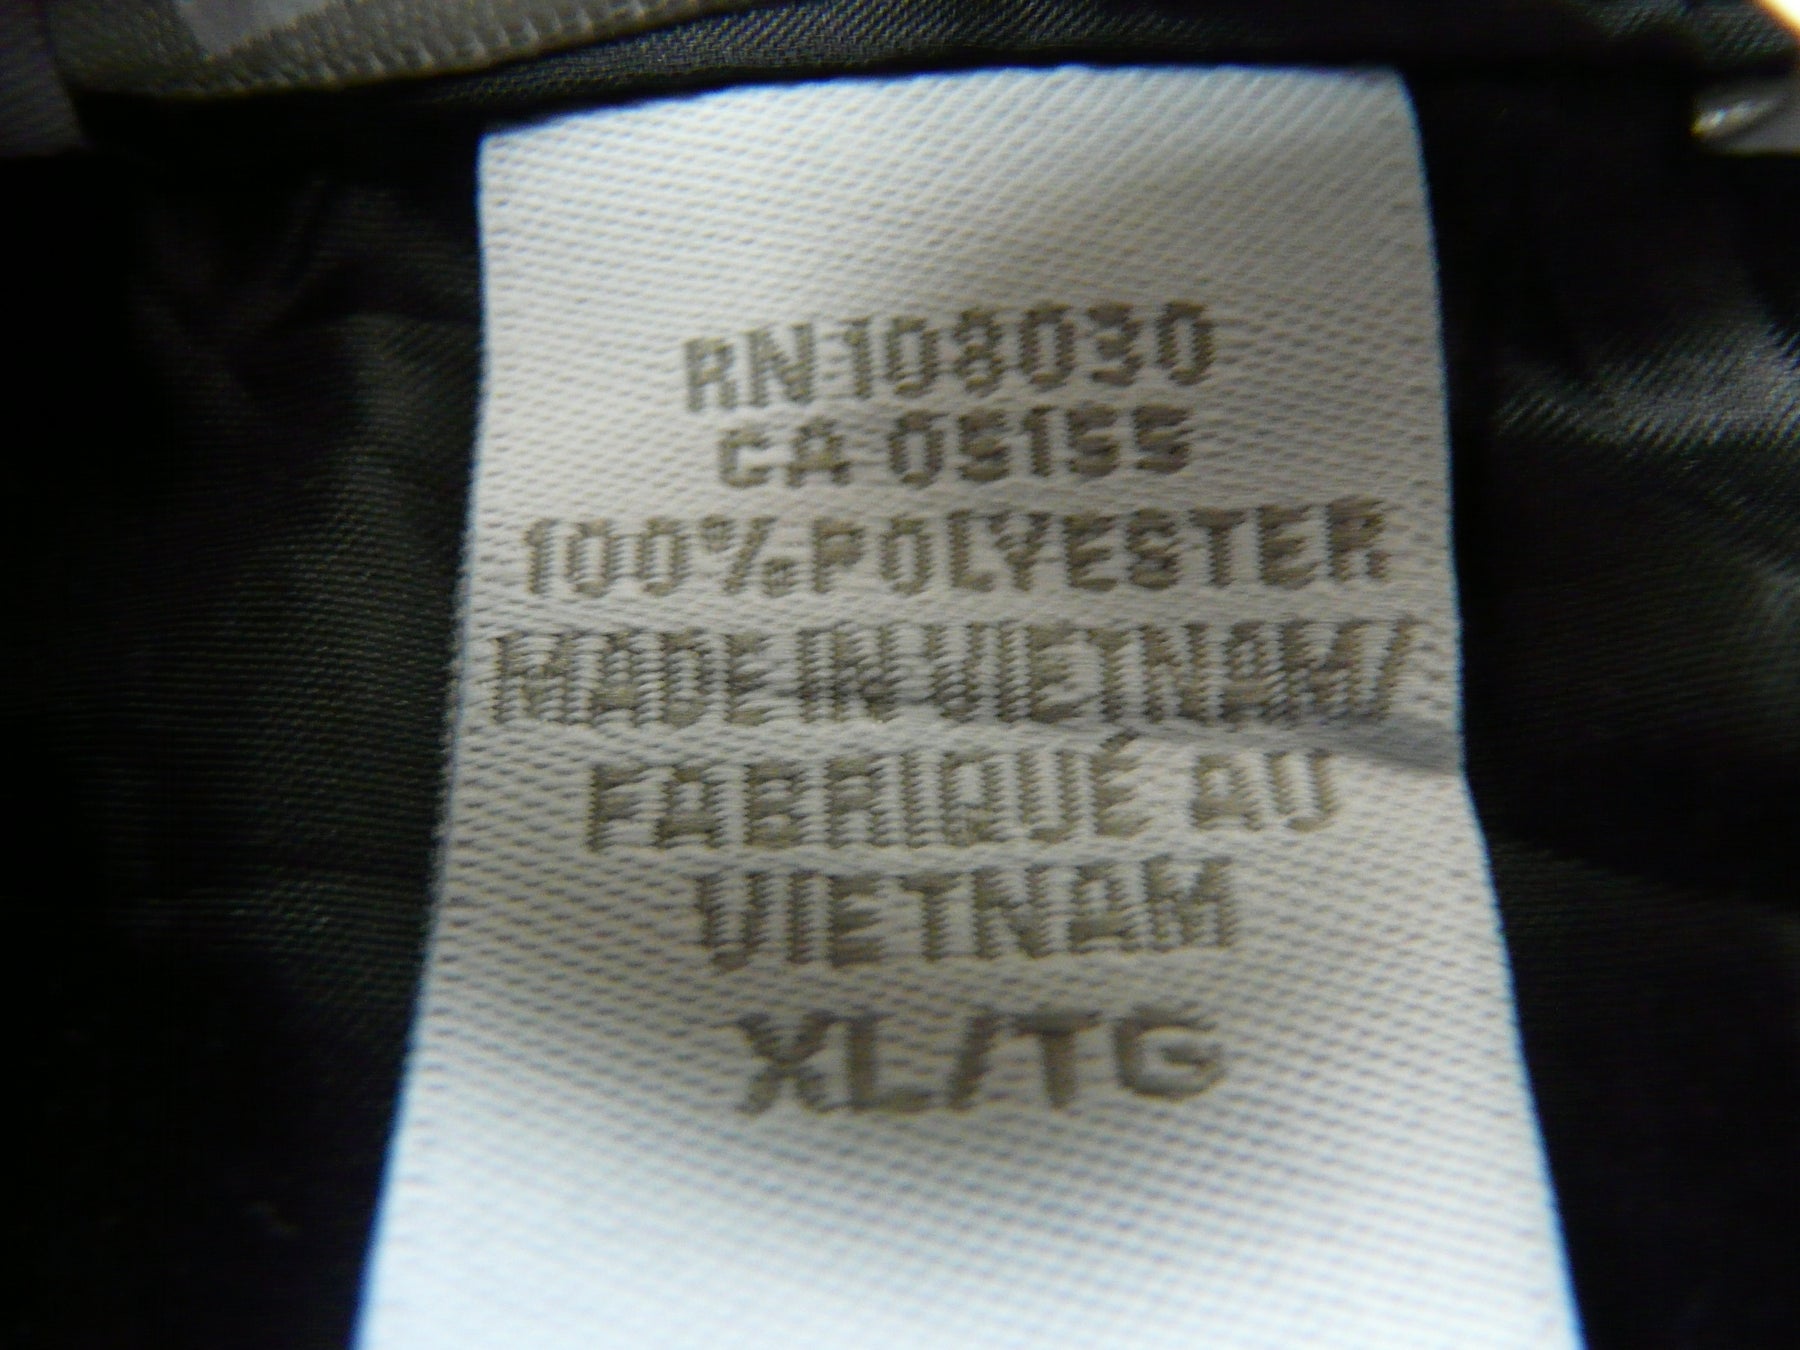 RN 108030
CA 05155
100% POLYESTER
MADE IN VIETNAM/
FABRIQUÉ AU
VIETNAM
XL/TG